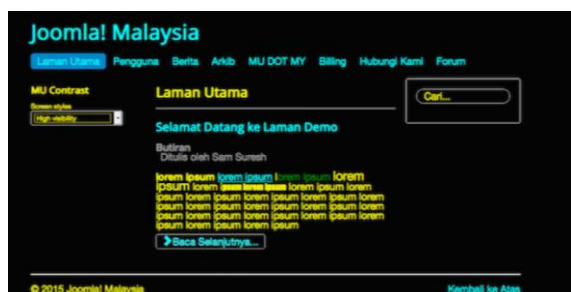 Joomla! Malaysia
Laman Utama Pengguna Berita Arkib MU DOT MY Billing Hubungi Kami Forum
MU Contrast
Screen styles
High visibility
Laman Utama
Cari...
Selamat Datang ke Laman Demo
Butiran
Ditulis oleh Sam Suresh
lorem ipsum lorem ipsum lorem ipsum lorem
ipsum lorem ipsum lorem ipsum lorem ipsum lorem
ipsum lorem ipsum lorem ipsum lorem ipsum lorem
ipsum lorem ipsum lorem ipsum lorem ipsum lorem
ipsum lorem ipsum lorem ipsum lorem ipsum lorem
ipsum lorem ipsum lorem ipsum
Baca Selanjutnya...
© 2015 Joomla! Malaysia
Kembali ke Atas